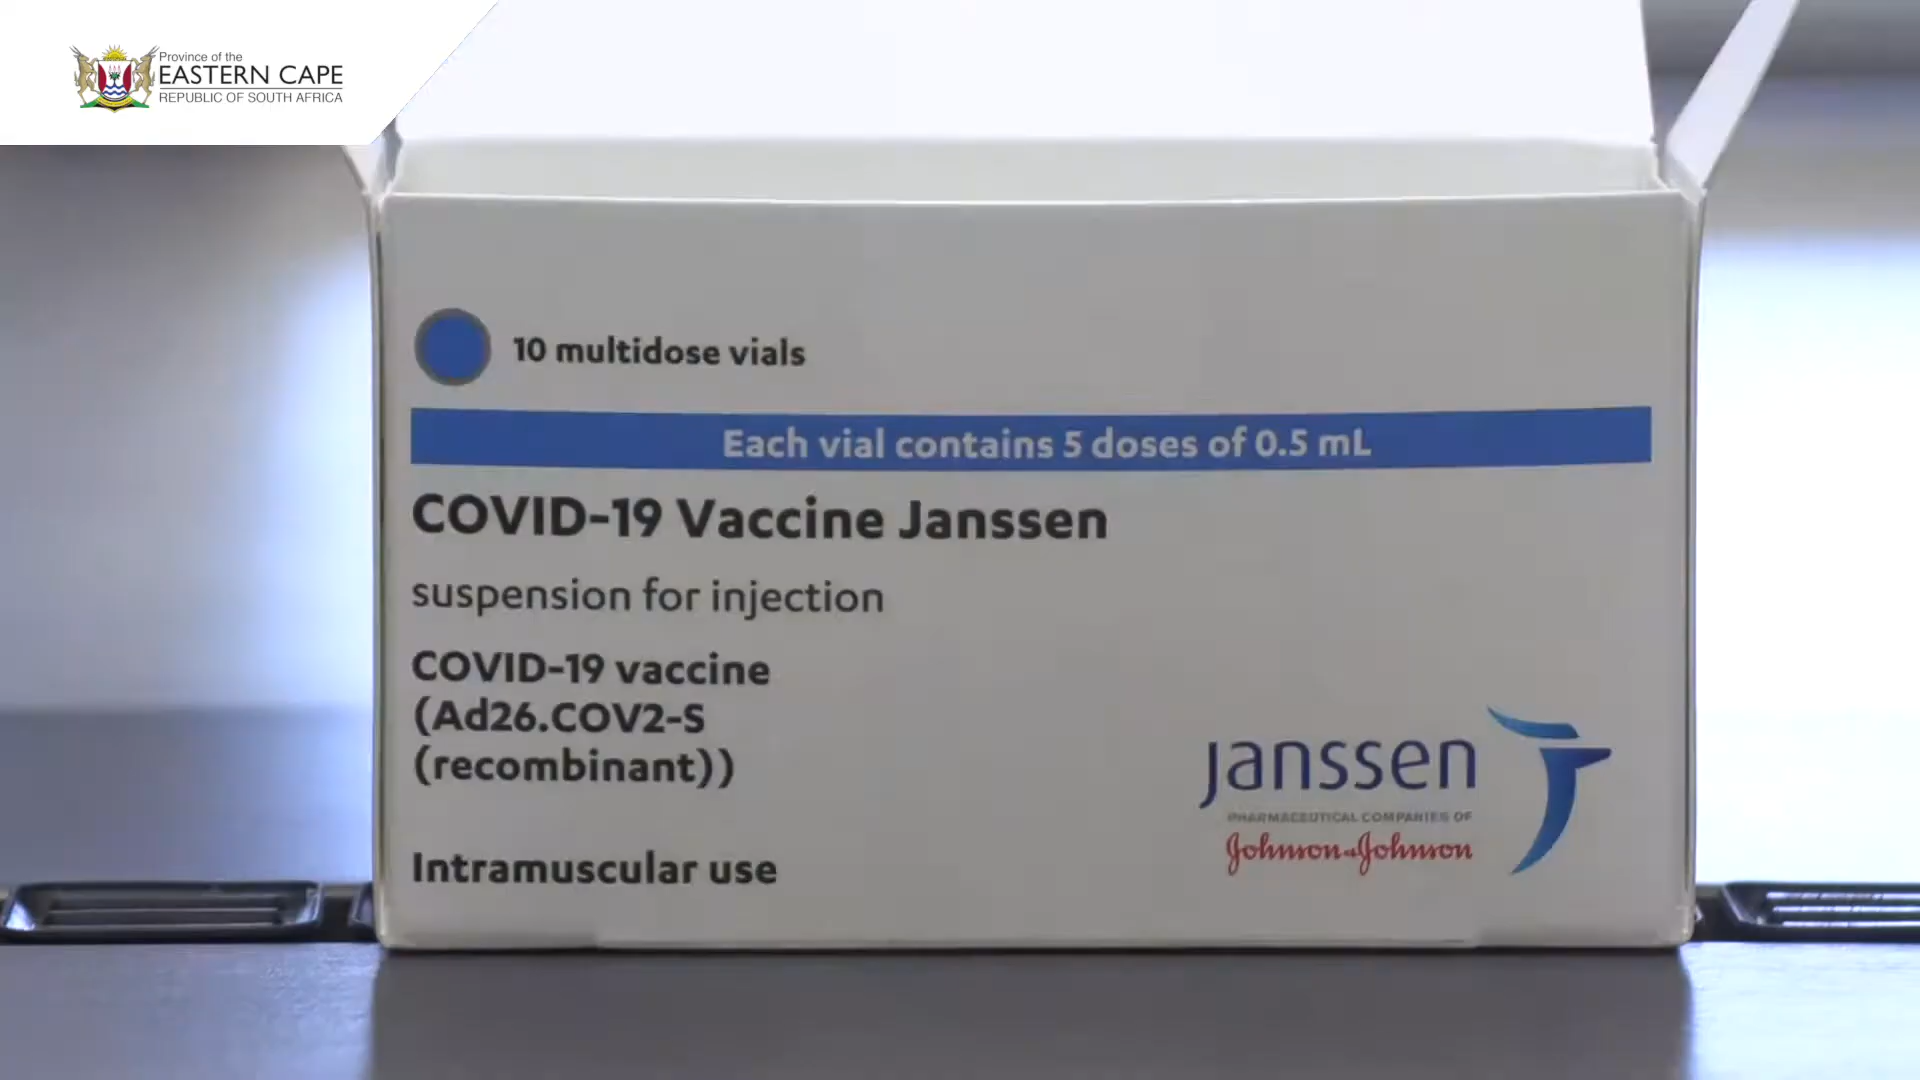 Province of the
EASTERN CAPE
REPUBLIC OF SOUTH AFRICA
10 multidose vials
Each vial contains 5 doses of 0.5 mL
COVID-19 Vaccine Janssen
suspension for injection
COVID-19 vaccine
(Ad26.COV2-S
(recombinant))
Intramuscular use
Janssen
PHARMACEUTICAL COMPANIES OF
Johnson & Johnson